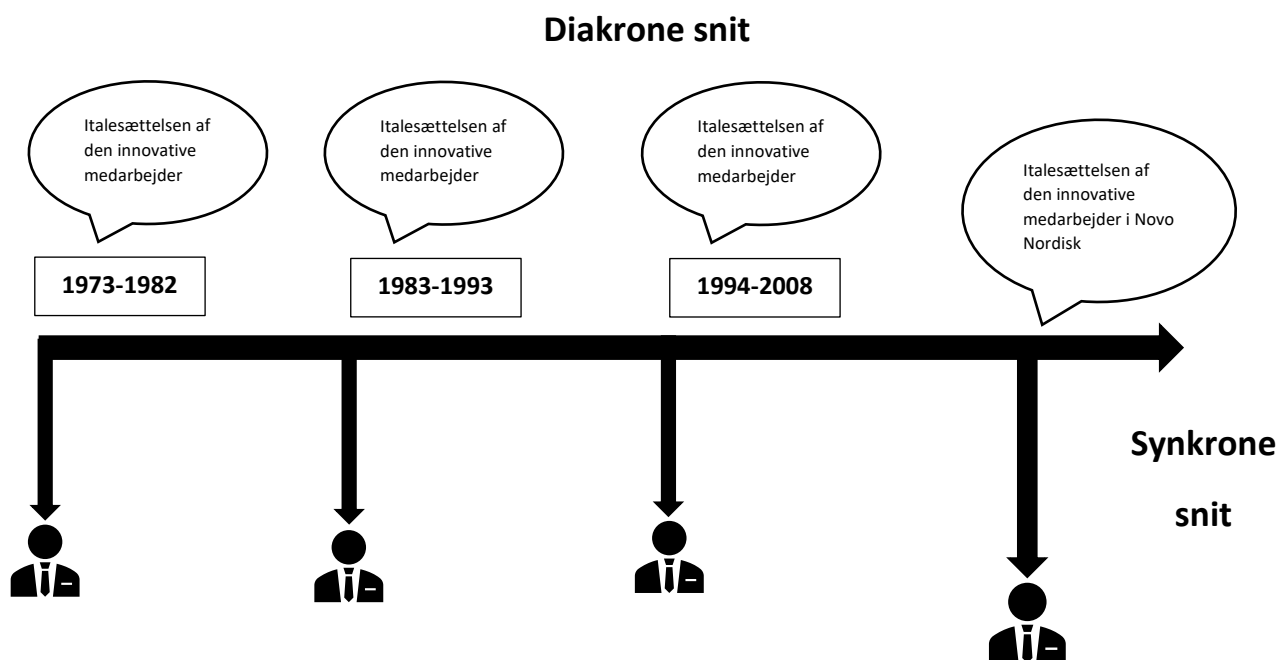 Diakrone snit
Italesættelsen af
den innovative
medarbejder
Italesættelsen af
den innovative
medarbejder
Italesættelsen af
den innovative
medarbejder
Italesættelsen af
den innovative
medarbejder i Novo
Nordisk
1973-1982
1983-1993
1994-2008
Synkrone
snit